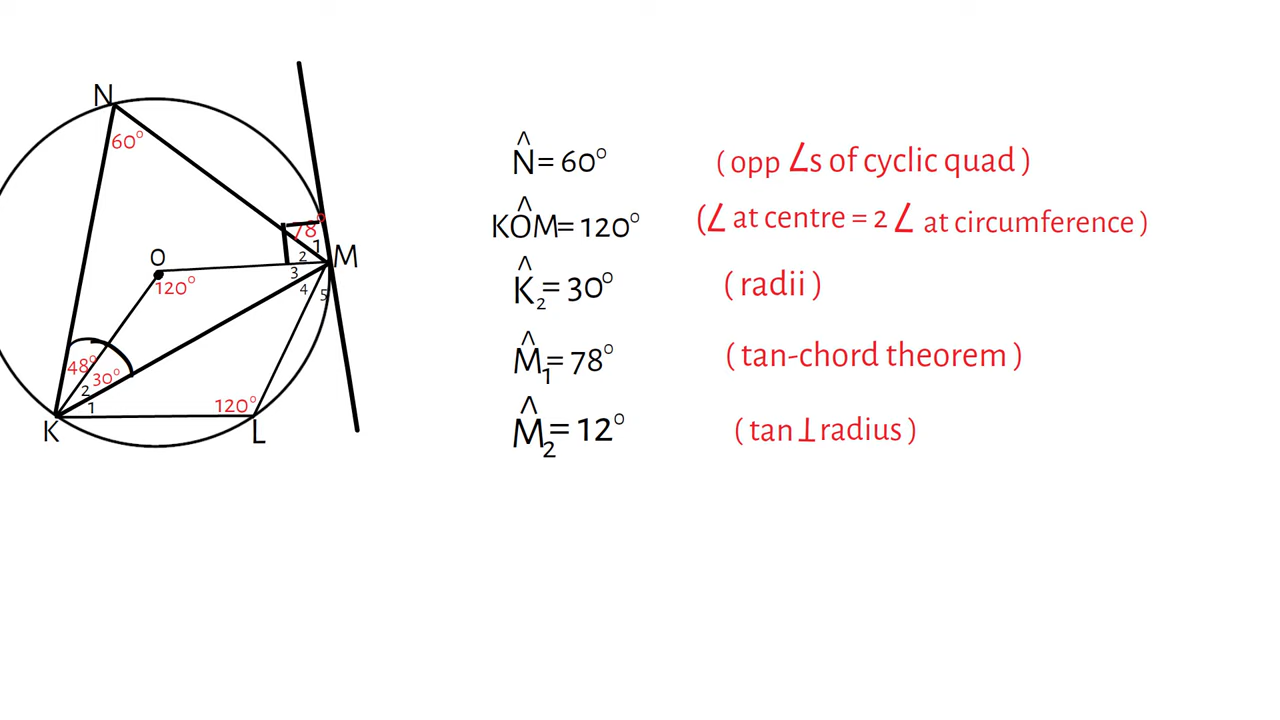 N
60°
78°
1
M
2
O
3
120°
4
5
48°
30°
2
1
120°
K
L
N̂ = 60° ( opp ∠s of cyclic quad )
KÔM = 120° (∠ at centre = 2 ∠ at circumference )
K̂₂ = 30° ( radii )
M̂₁ = 78° ( tan-chord theorem )
M̂₂ = 12° ( tan ⊥ radius )